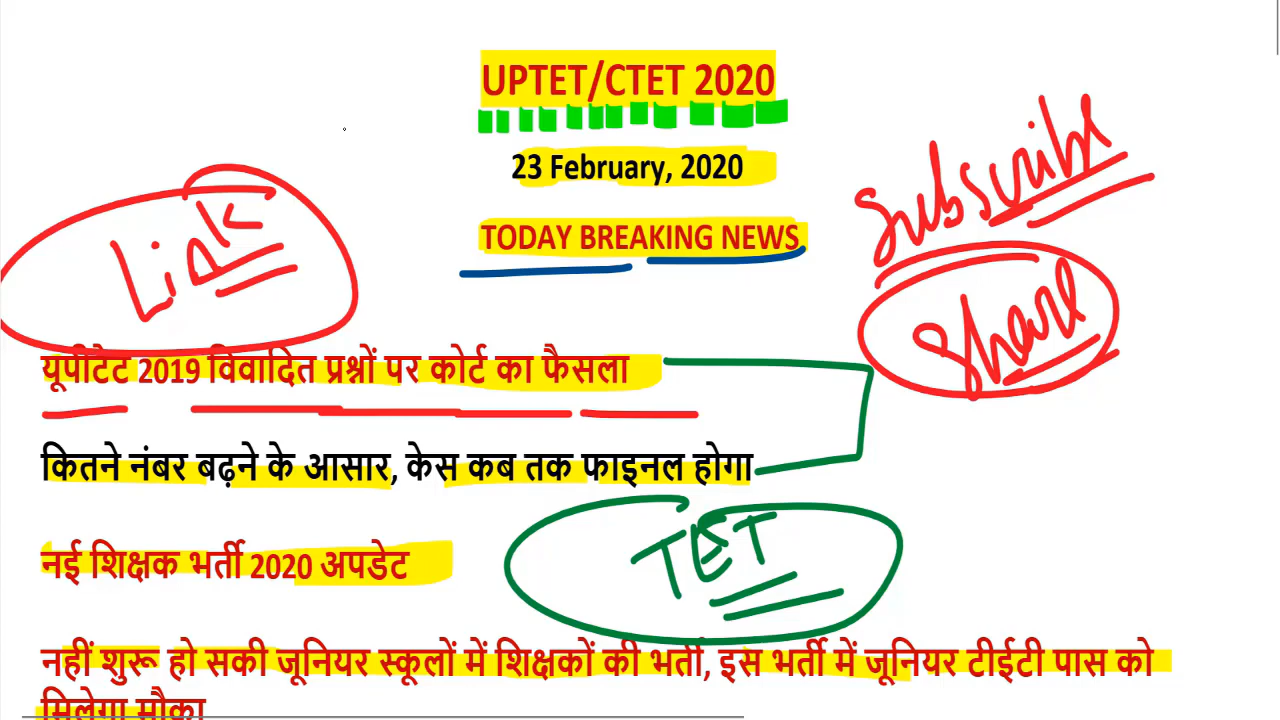 UPTET/CTET 2020
23 February, 2020
Subscribe
TODAY BREAKING NEWS
Link
Share
यूपीटेट 2019 विवादित प्रश्नों पर कोर्ट का फैसला
कितने नंबर बढ़ने के आसार, केस कब तक फाइनल होगा
नई शिक्षक भर्ती 2020 अपडेट
TET
नहीं शुरू हो सकी जूनियर स्कूलों में शिक्षकों की भर्ती, इस भर्ती में जूनियर टीईटी पास को
मिलेगा मौका